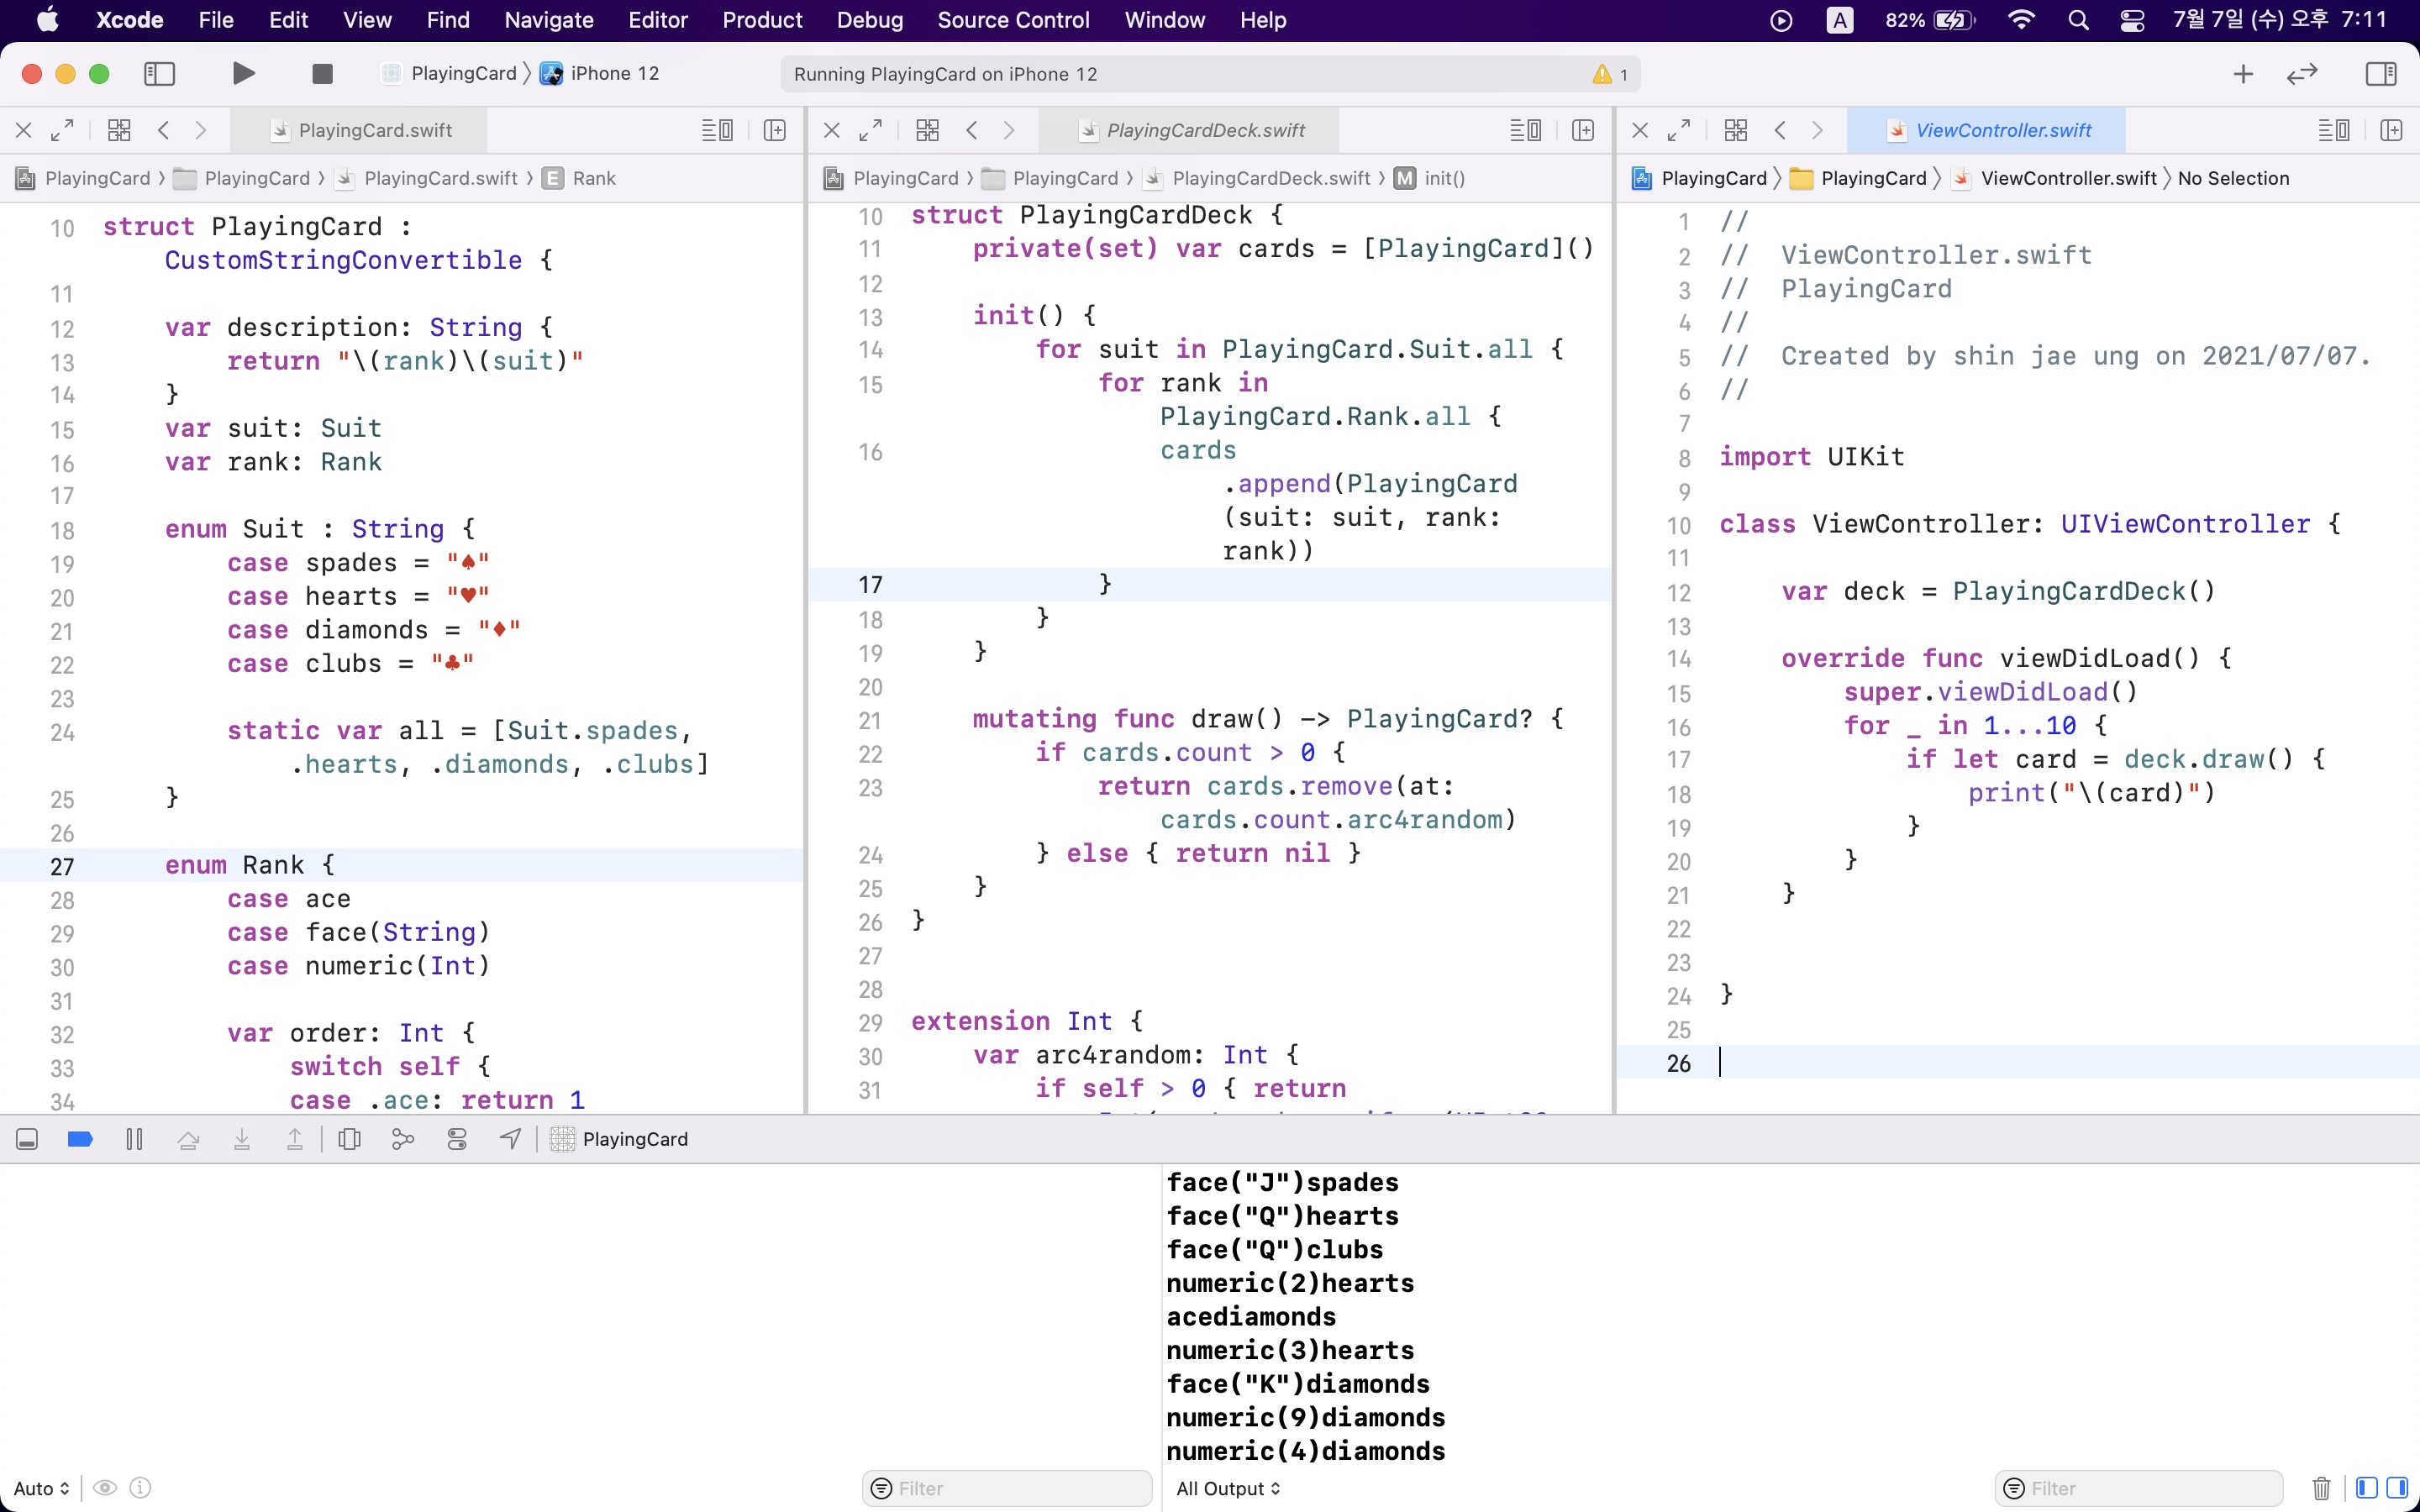 Xcode File Edit View Find Navigate Editor Product Debug Source Control Window Help A 82% 7월 7일 (수) 오후 7:11
PlayingCard 〉 iPhone 12 Running PlayingCard on iPhone 12 1
PlayingCard.swift
PlayingCard 〉 PlayingCard 〉 PlayingCard.swift 〉 E Rank
10 struct PlayingCard :
CustomStringConvertible {
11
12 var description: String {
13 return "\(rank)\(suit)"
14 }
15 var suit: Suit
16 var rank: Rank
17
18 enum Suit : String {
19 case spades = "♠"
20 case hearts = "♥"
21 case diamonds = "♦"
22 case clubs = "♣"
23
24 static var all = [Suit.spades,
.hearts, .diamonds, .clubs]
25 }
26
27 enum Rank {
28 case ace
29 case face(String)
30 case numeric(Int)
31
32 var order: Int {
33 switch self {
34 case .ace: return 1
PlayingCardDeck.swift
PlayingCard 〉 PlayingCard 〉 PlayingCardDeck.swift 〉 M init()
10 struct PlayingCardDeck {
11 private(set) var cards = [PlayingCard]()
12
13 init() {
14 for suit in PlayingCard.Suit.all {
15 for rank in
PlayingCard.Rank.all {
16 cards
.append(PlayingCard
(suit: suit, rank:
rank))
17 }
18 }
19 }
20
21 mutating func draw() -> PlayingCard? {
22 if cards.count > 0 {
23 return cards.remove(at:
cards.count.arc4random)
24 } else { return nil }
25 }
26 }
27
28
29 extension Int {
30 var arc4random: Int {
31 if self > 0 { return
ViewController.swift
PlayingCard 〉 PlayingCard 〉 ViewController.swift 〉 No Selection
1 //
2 // ViewController.swift
3 // PlayingCard
4 //
5 // Created by shin jae ung on 2021/07/07.
6 //
7
8 import UIKit
9
10 class ViewController: UIViewController {
11
12 var deck = PlayingCardDeck()
13
14 override func viewDidLoad() {
15 super.viewDidLoad()
16 for _ in 1...10 {
17 if let card = deck.draw() {
18 print("\(card)")
19 }
20 }
21 }
22
23
24 }
25
26
PlayingCard
face("J")spades
face("Q")hearts
face("Q")clubs
numeric(2)hearts
acediamonds
numeric(3)hearts
face("K")diamonds
numeric(9)diamonds
numeric(4)diamonds
Auto Filter All Output Filter